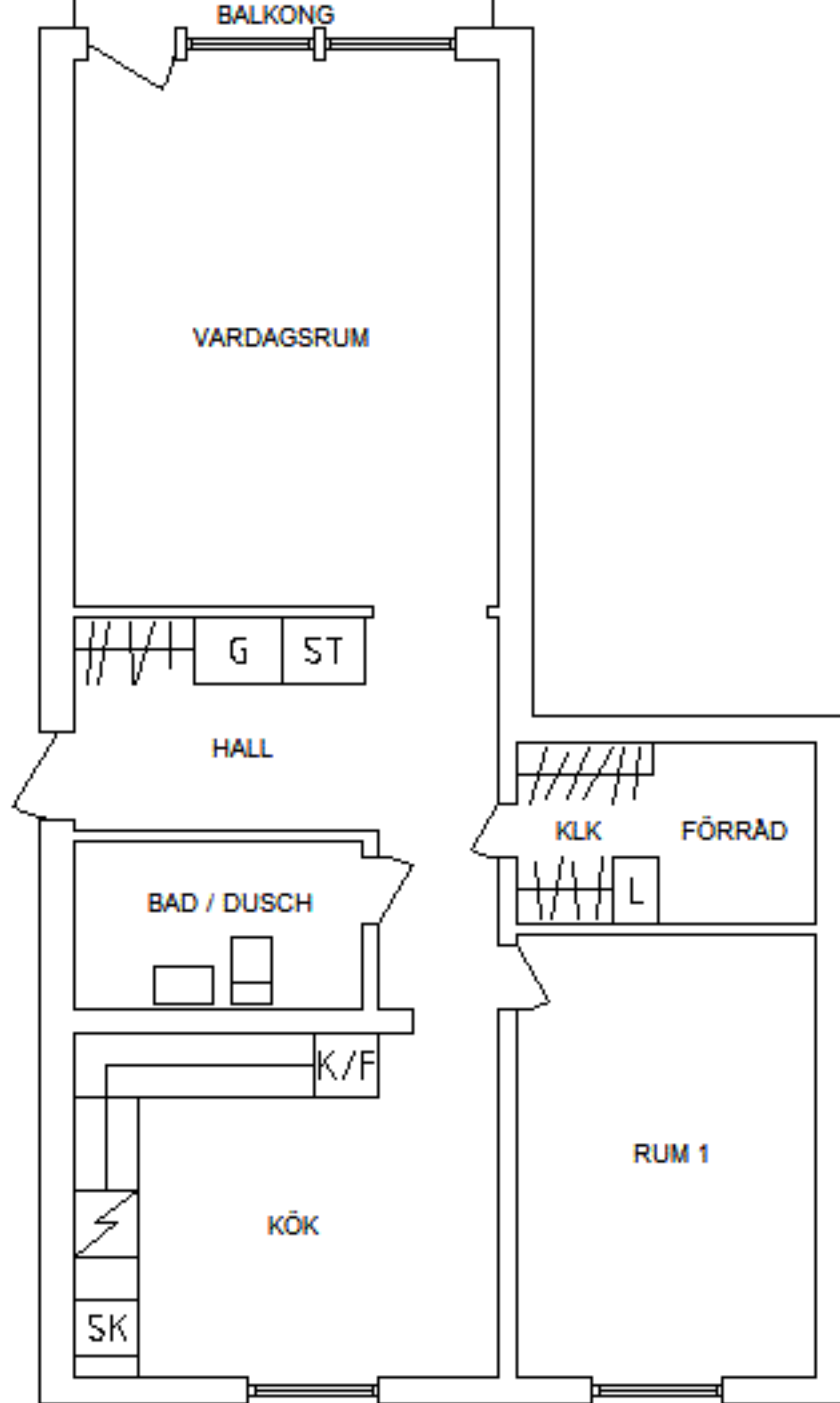 BALKONG
VARDAGSRUM
G
ST
HALL
KLK
FÖRRÅD
L
BAD / DUSCH
K/F
RUM 1
KÖK
SK